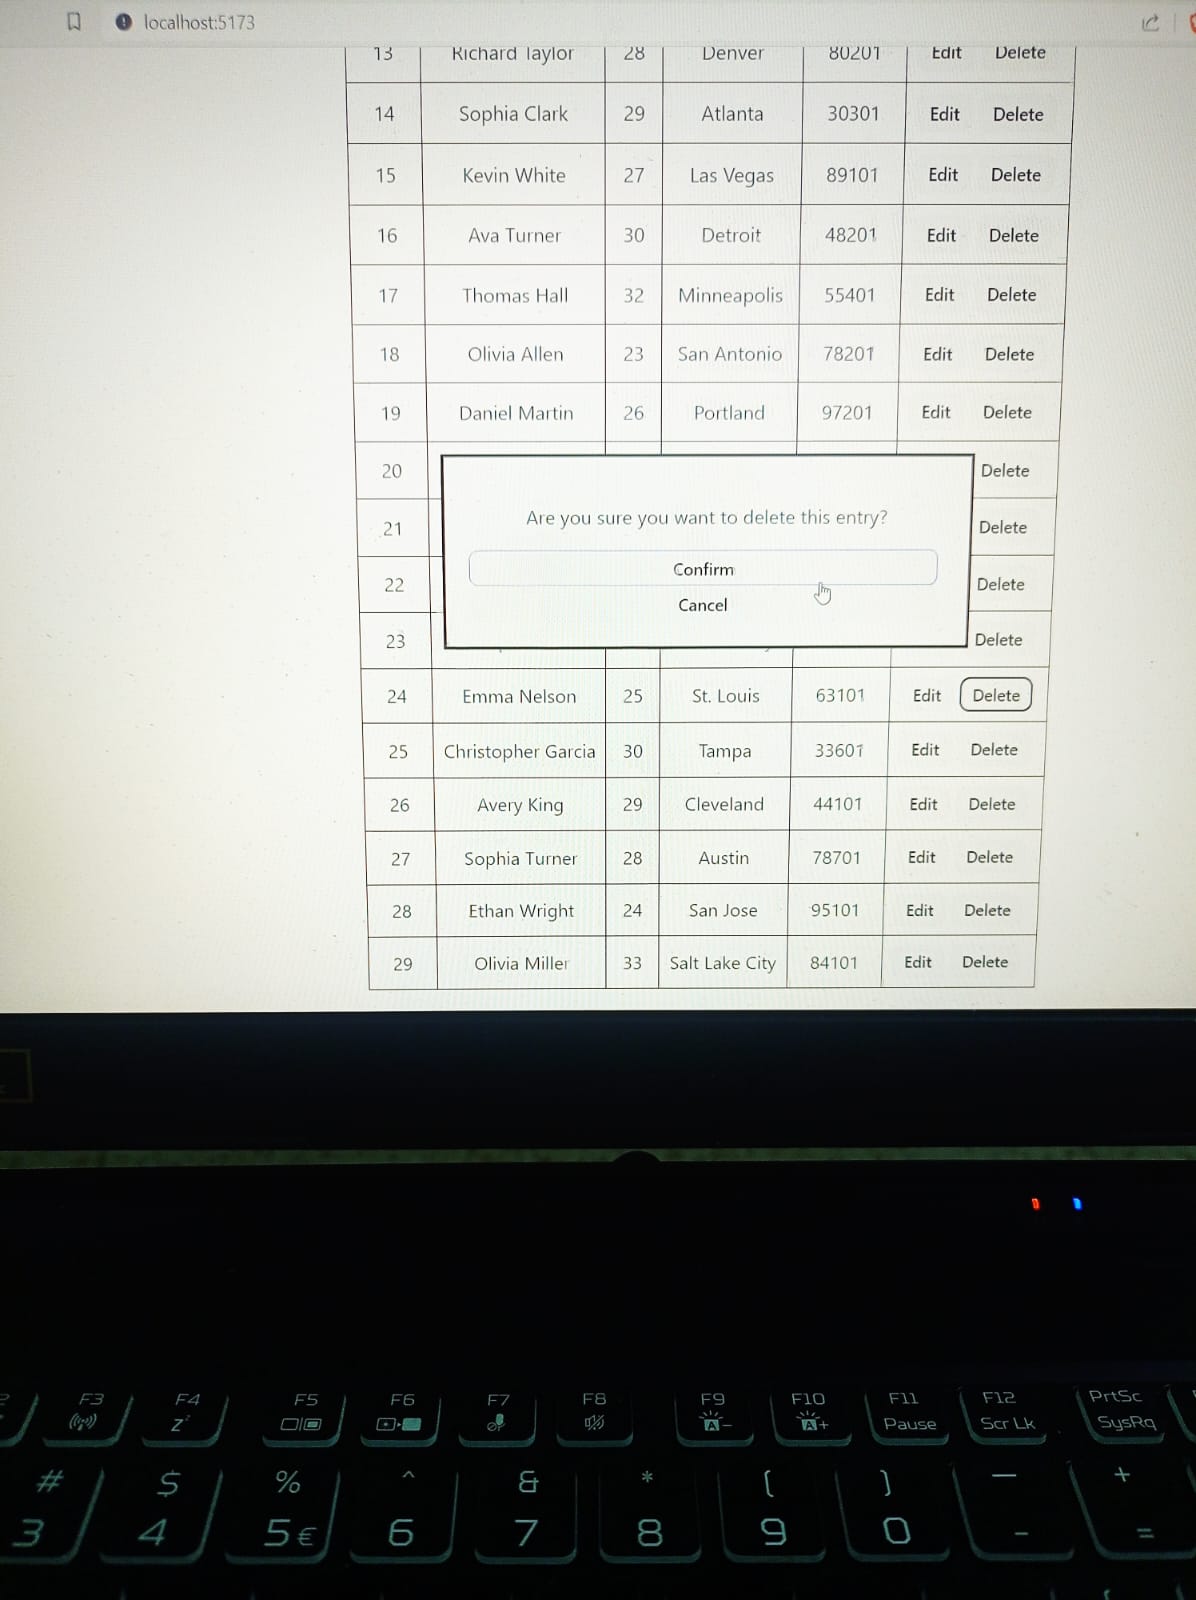 localhost:5173
13 Richard Taylor 28 Denver 80201 Edit Delete
14 Sophia Clark 29 Atlanta 30301 Edit Delete
15 Kevin White 27 Las Vegas 89101 Edit Delete
16 Ava Turner 30 Detroit 48201 Edit Delete
17 Thomas Hall 32 Minneapolis 55401 Edit Delete
18 Olivia Allen 23 San Antonio 78201 Edit Delete
19 Daniel Martin 26 Portland 97201 Edit Delete
20 Delete
Are you sure you want to delete this entry?
21 Delete
Confirm
22 Delete
Cancel
23 Delete
24 Emma Nelson 25 St. Louis 63101 Edit Delete
25 Christopher Garcia 30 Tampa 33601 Edit Delete
26 Avery King 29 Cleveland 44101 Edit Delete
27 Sophia Turner 28 Austin 78701 Edit Delete
28 Ethan Wright 24 San Jose 95101 Edit Delete
29 Olivia Miller 33 Salt Lake City 84101 Edit Delete
F3 F4 F5 F6 F7 F8 F9 F10 F11 F12 PrtSc
Z A- A+ Pause Scr Lk SysRq
# $ % ^ & * ( ) — +
3 4 5 € 6 7 8 9 0 - =